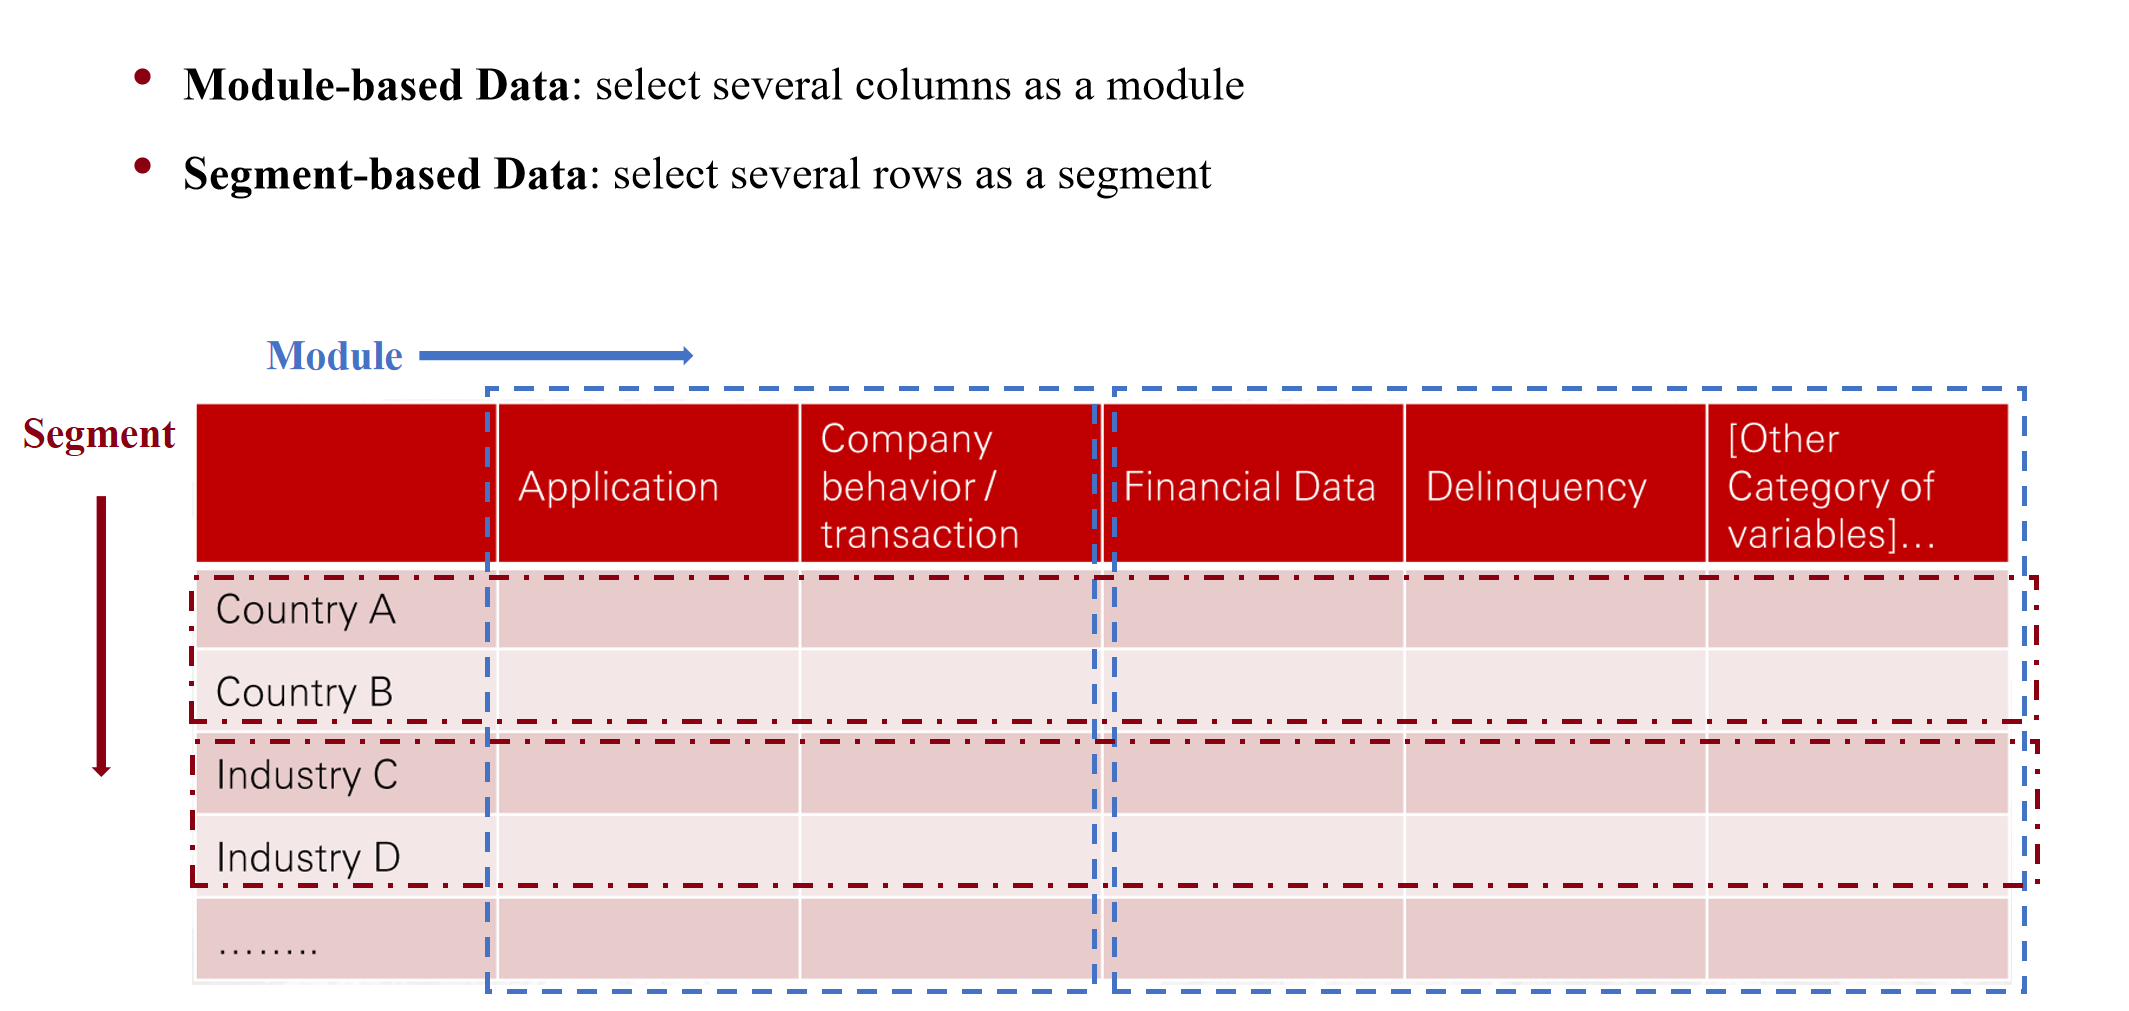 • Module-based Data: select several columns as a module
• Segment-based Data: select several rows as a segment
Module
Segment
Application
Company
behavior /
transaction
Financial Data
Delinquency
[Other
Category of
variables]...
Country A
Country B
Industry C
Industry D
........